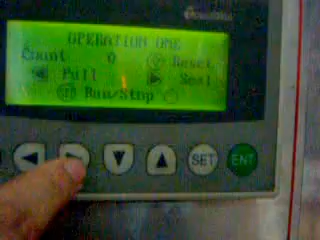 OPERATION ONE
Count 0 Reset
Pull Seal
Run/Stop
SET ENT